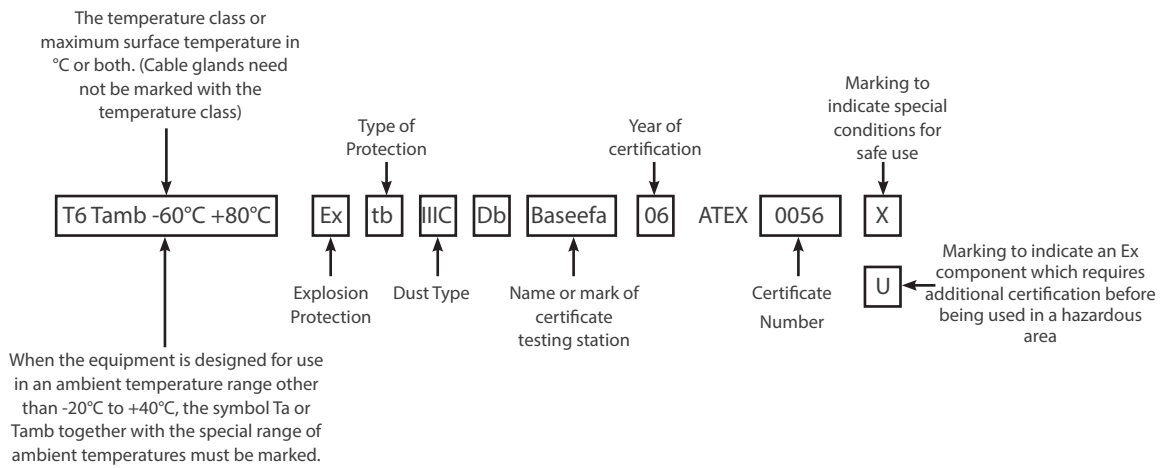 The temperature class or
maximum surface temperature in
°C or both. (Cable glands need
not be marked with the
temperature class)
Type of
Protection
Year of
certification
Marking to
indicate special
conditions for
safe use
T6 Tamb -60°C +80°C Ex tb IIIC Db Baseefa 06 ATEX 0056 X
Explosion
Protection
Dust Type
Name or mark of
certificate
testing station
Certificate
Number
U
Marking to indicate an Ex
component which requires
additional certification before
being used in a hazardous
area
When the equipment is designed for use
in an ambient temperature range other
than -20°C to +40°C, the symbol Ta or
Tamb together with the special range of
ambient temperatures must be marked.